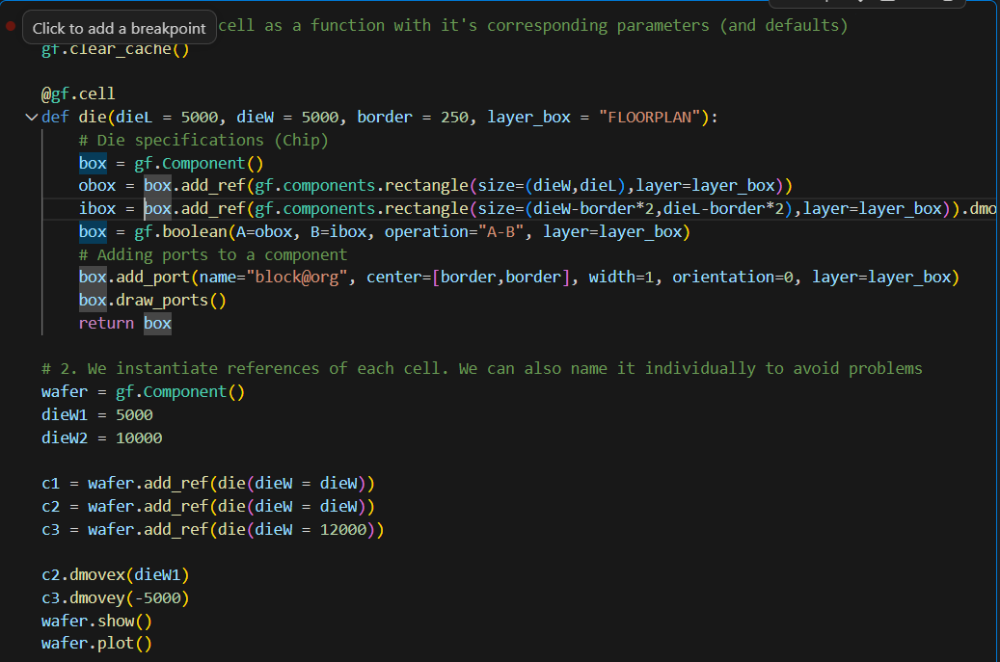 Click to add a breakpoint cell as a function with it's corresponding parameters (and defaults)
gf.clear_cache()
@gf.cell
def die(dieL = 5000, dieW = 5000, border = 250, layer_box = "FLOORPLAN"):
# Die specifications (Chip)
box = gf.Component()
obox = box.add_ref(gf.components.rectangle(size=(dieW,dieL),layer=layer_box))
ibox = box.add_ref(gf.components.rectangle(size=(dieW-border*2,dieL-border*2),layer=layer_box)).dmo
box = gf.boolean(A=obox, B=ibox, operation="A-B", layer=layer_box)
# Adding ports to a component
box.add_port(name="block@org", center=[border,border], width=1, orientation=0, layer=layer_box)
box.draw_ports()
return box
# 2. We instantiate references of each cell. We can also name it individually to avoid problems
wafer = gf.Component()
dieW1 = 5000
dieW2 = 10000
c1 = wafer.add_ref(die(dieW = dieW))
c2 = wafer.add_ref(die(dieW = dieW))
c3 = wafer.add_ref(die(dieW = 12000))
c2.dmovex(dieW1)
c3.dmovey(-5000)
wafer.show()
wafer.plot()